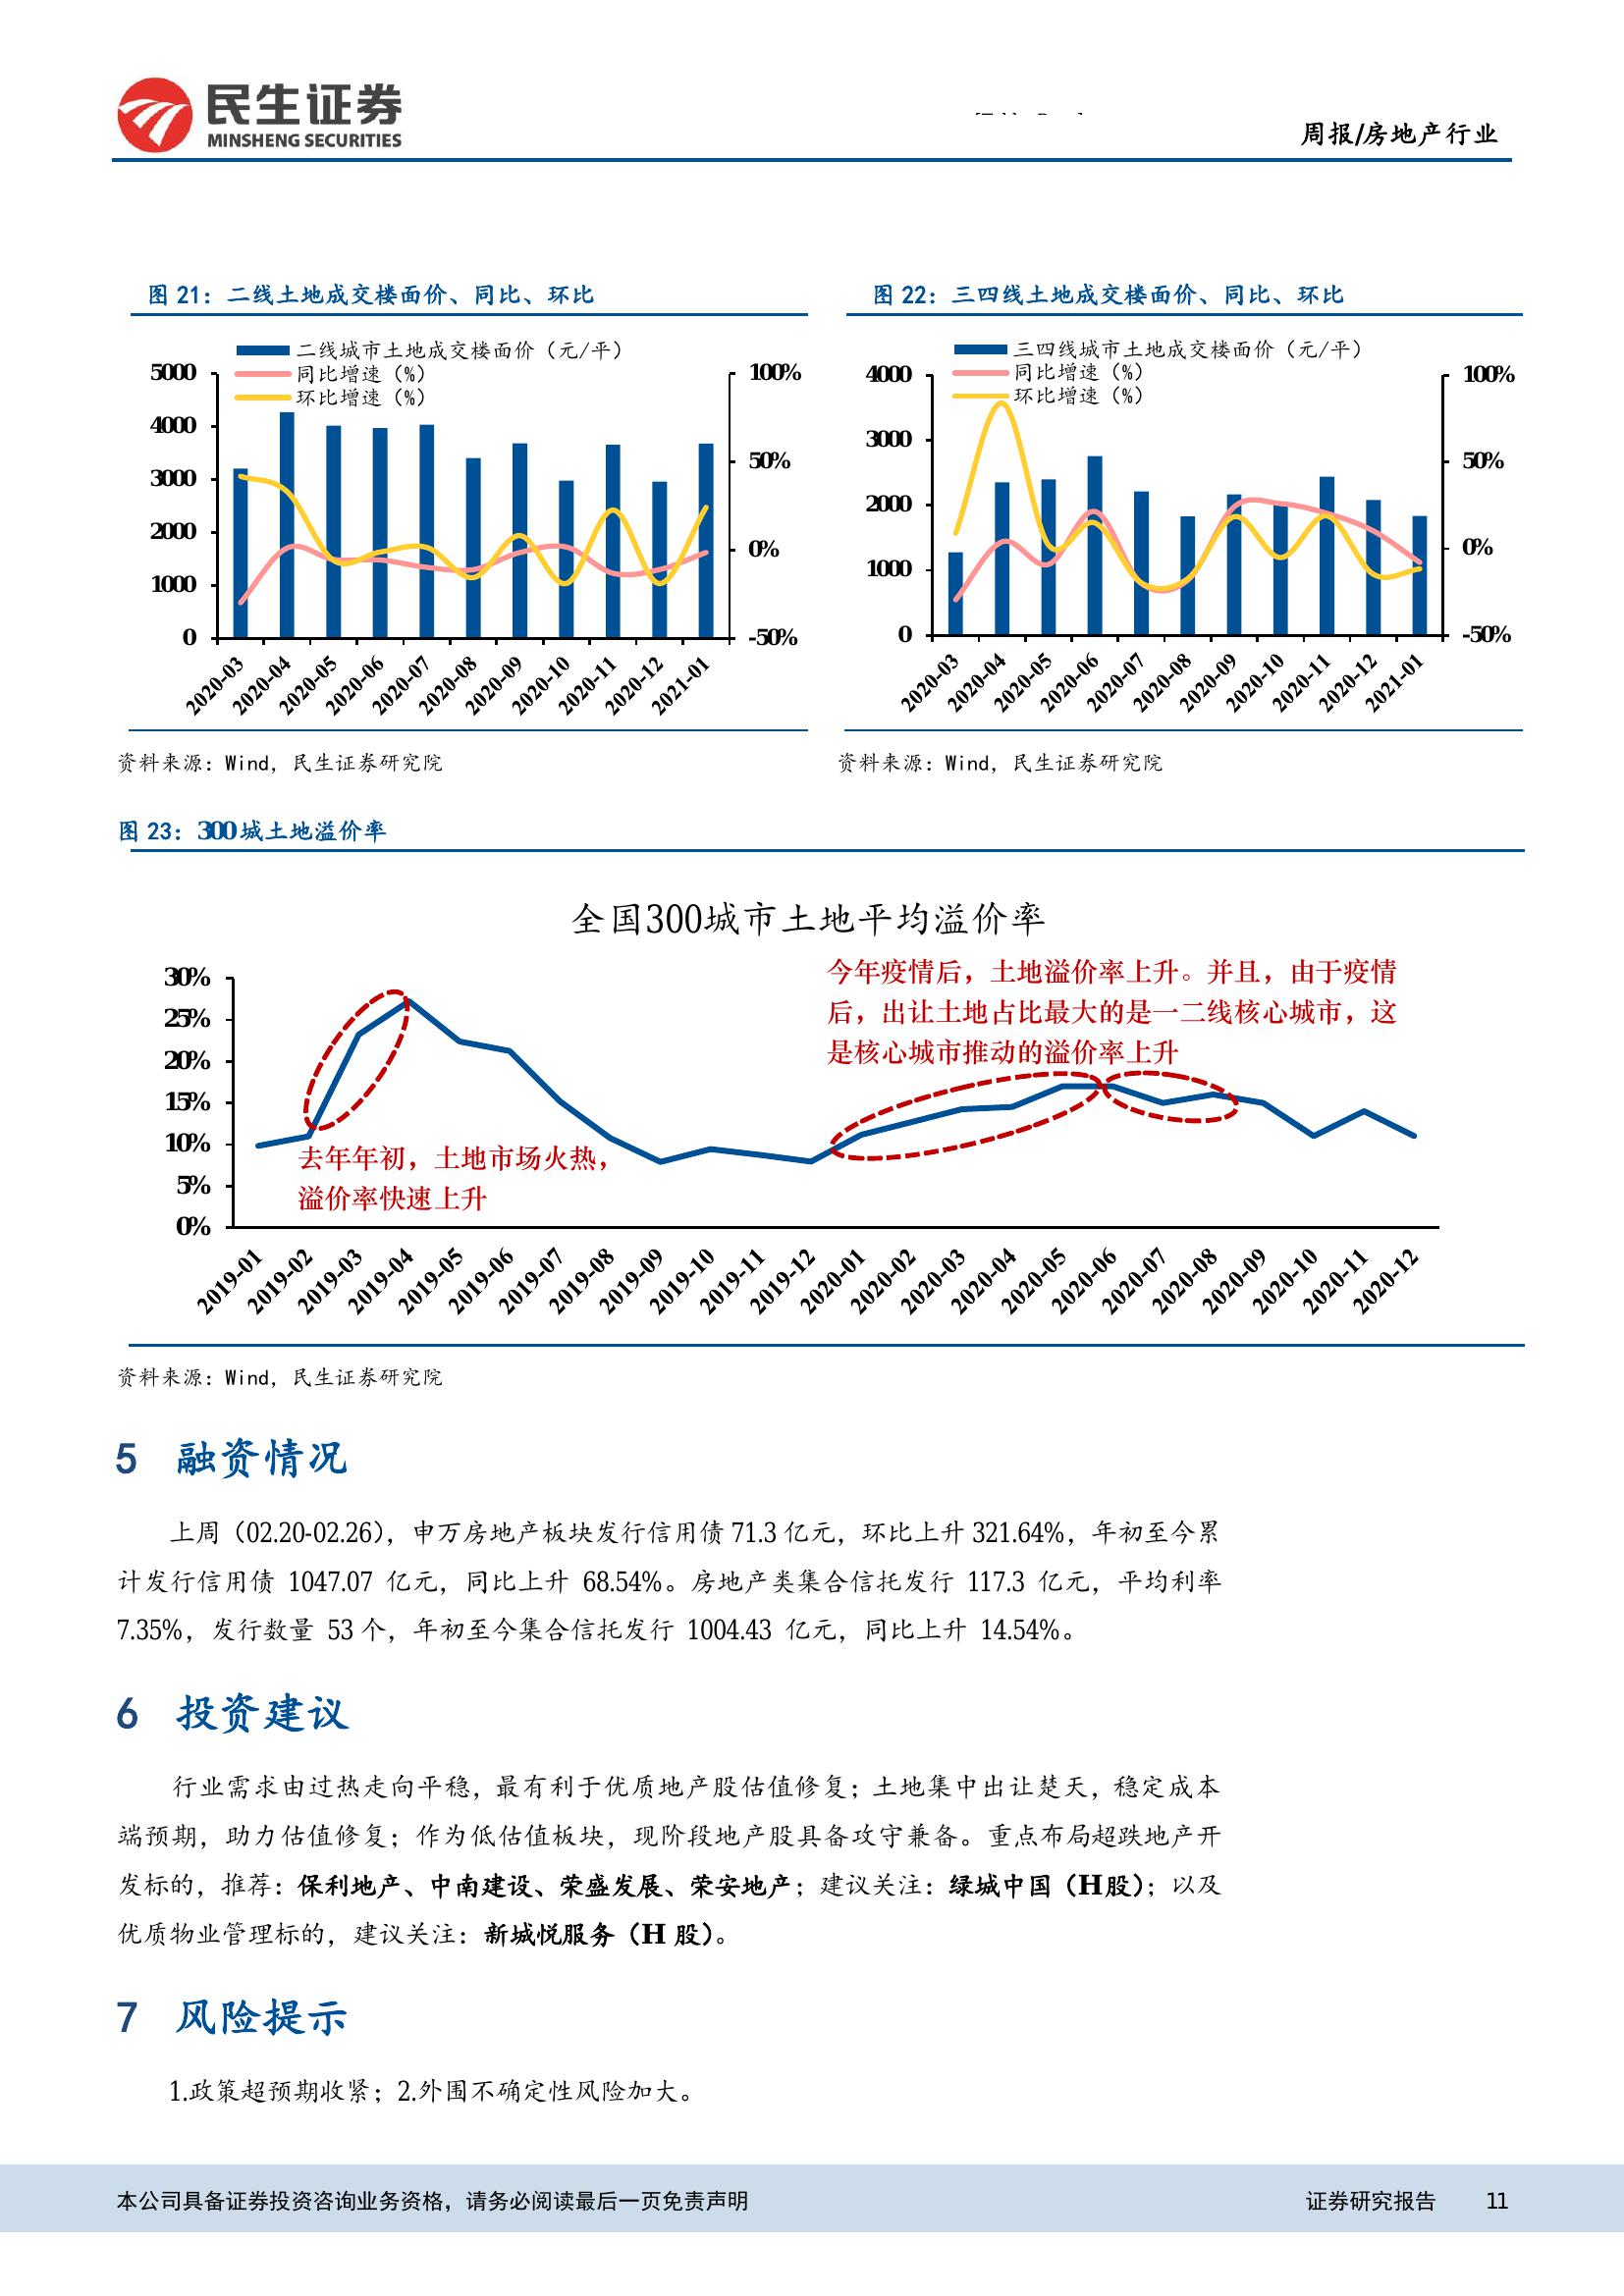 民生证券
MINSHENG SECURITIES
周报/房地产行业
图 21：二线土地成交楼面价、同比、环比
二线城市土地成交楼面价（元/平）
同比增速（%）
环比增速（%）
5000
4000
3000
2000
1000
0
100%
50%
0%
-50%
2020-03
2020-04
2020-05
2020-06
2020-07
2020-08
2020-09
2020-10
2020-11
2020-12
2021-01
资料来源：Wind，民生证券研究院
图 22：三四线土地成交楼面价、同比、环比
三四线城市土地成交楼面价（元/平）
同比增速（%）
环比增速（%）
4000
3000
2000
1000
0
100%
50%
0%
-50%
2020-03
2020-04
2020-05
2020-06
2020-07
2020-08
2020-09
2020-10
2020-11
2020-12
2021-01
资料来源：Wind，民生证券研究院
图 23：300城土地溢价率
全国300城市土地平均溢价率
今年疫情后，土地溢价率上升。并且，由于疫情
后，出让土地占比最大的是一二线核心城市，这
是核心城市推动的溢价率上升
去年年初，土地市场火热，
溢价率快速上升
30%
25%
20%
15%
10%
5%
0%
2019-01
2019-02
2019-03
2019-04
2019-05
2019-06
2019-07
2019-08
2019-09
2019-10
2019-11
2019-12
2020-01
2020-02
2020-03
2020-04
2020-05
2020-06
2020-07
2020-08
2020-09
2020-10
2020-11
2020-12
资料来源：Wind，民生证券研究院
5 融资情况
上周（02.20-02.26），申万房地产板块发行信用债 71.3 亿元，环比上升 321.64%，年初至今累
计发行信用债 1047.07 亿元，同比上升 68.54%。房地产类集合信托发行 117.3 亿元，平均利率
7.35%，发行数量 53 个，年初至今集合信托发行 1004.43 亿元，同比上升 14.54%。
6 投资建议
行业需求由过热走向平稳，最有利于优质地产股估值修复；土地集中出让楚天，稳定成本
端预期，助力估值修复；作为低估值板块，现阶段地产股具备攻守兼备。重点布局超跌地产开
发标的，推荐：保利地产、中南建设、荣盛发展、荣安地产；建议关注：绿城中国（H股）；以及
优质物业管理标的，建议关注：新城悦服务（H 股）。
7 风险提示
1.政策超预期收紧；2.外围不确定性风险加大。
本公司具备证券投资咨询业务资格，请务必阅读最后一页免责声明
证券研究报告 11